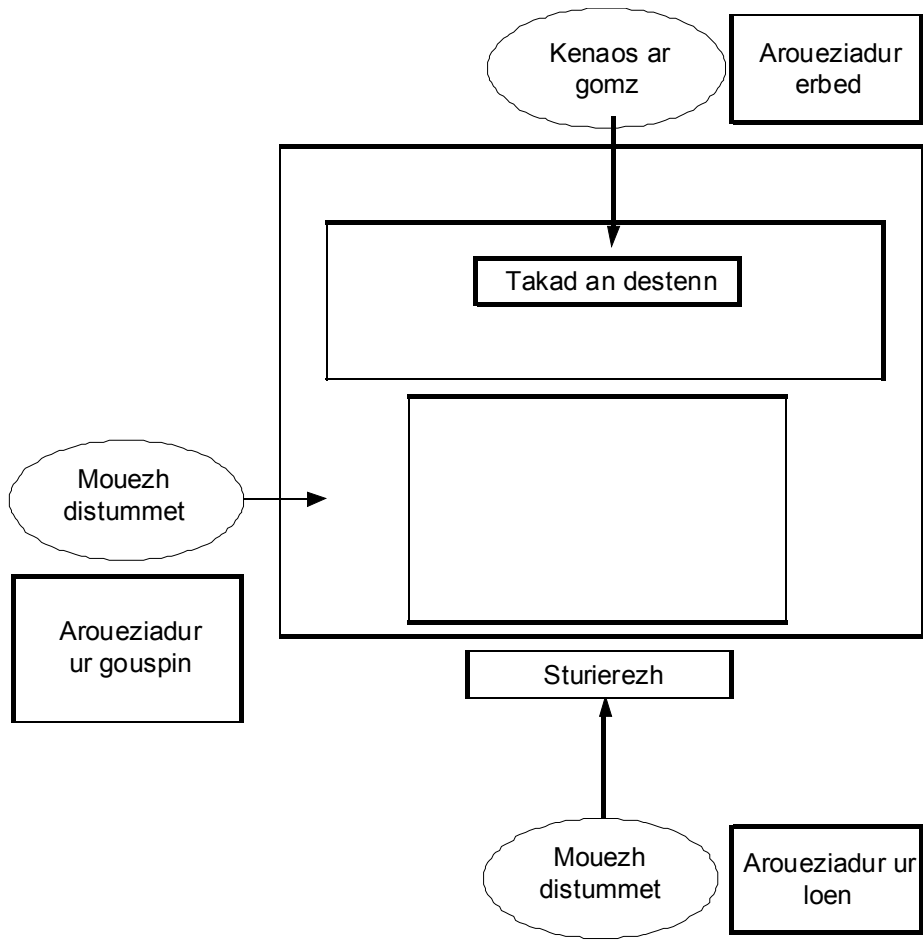 Kenaos ar
gomz
Aroueziadur
erbed
Takad an destenn
Mouezh
distummet
Aroueziadur
ur gouspin
Sturierezh
Mouezh
distummet
Aroueziadur ur
loen